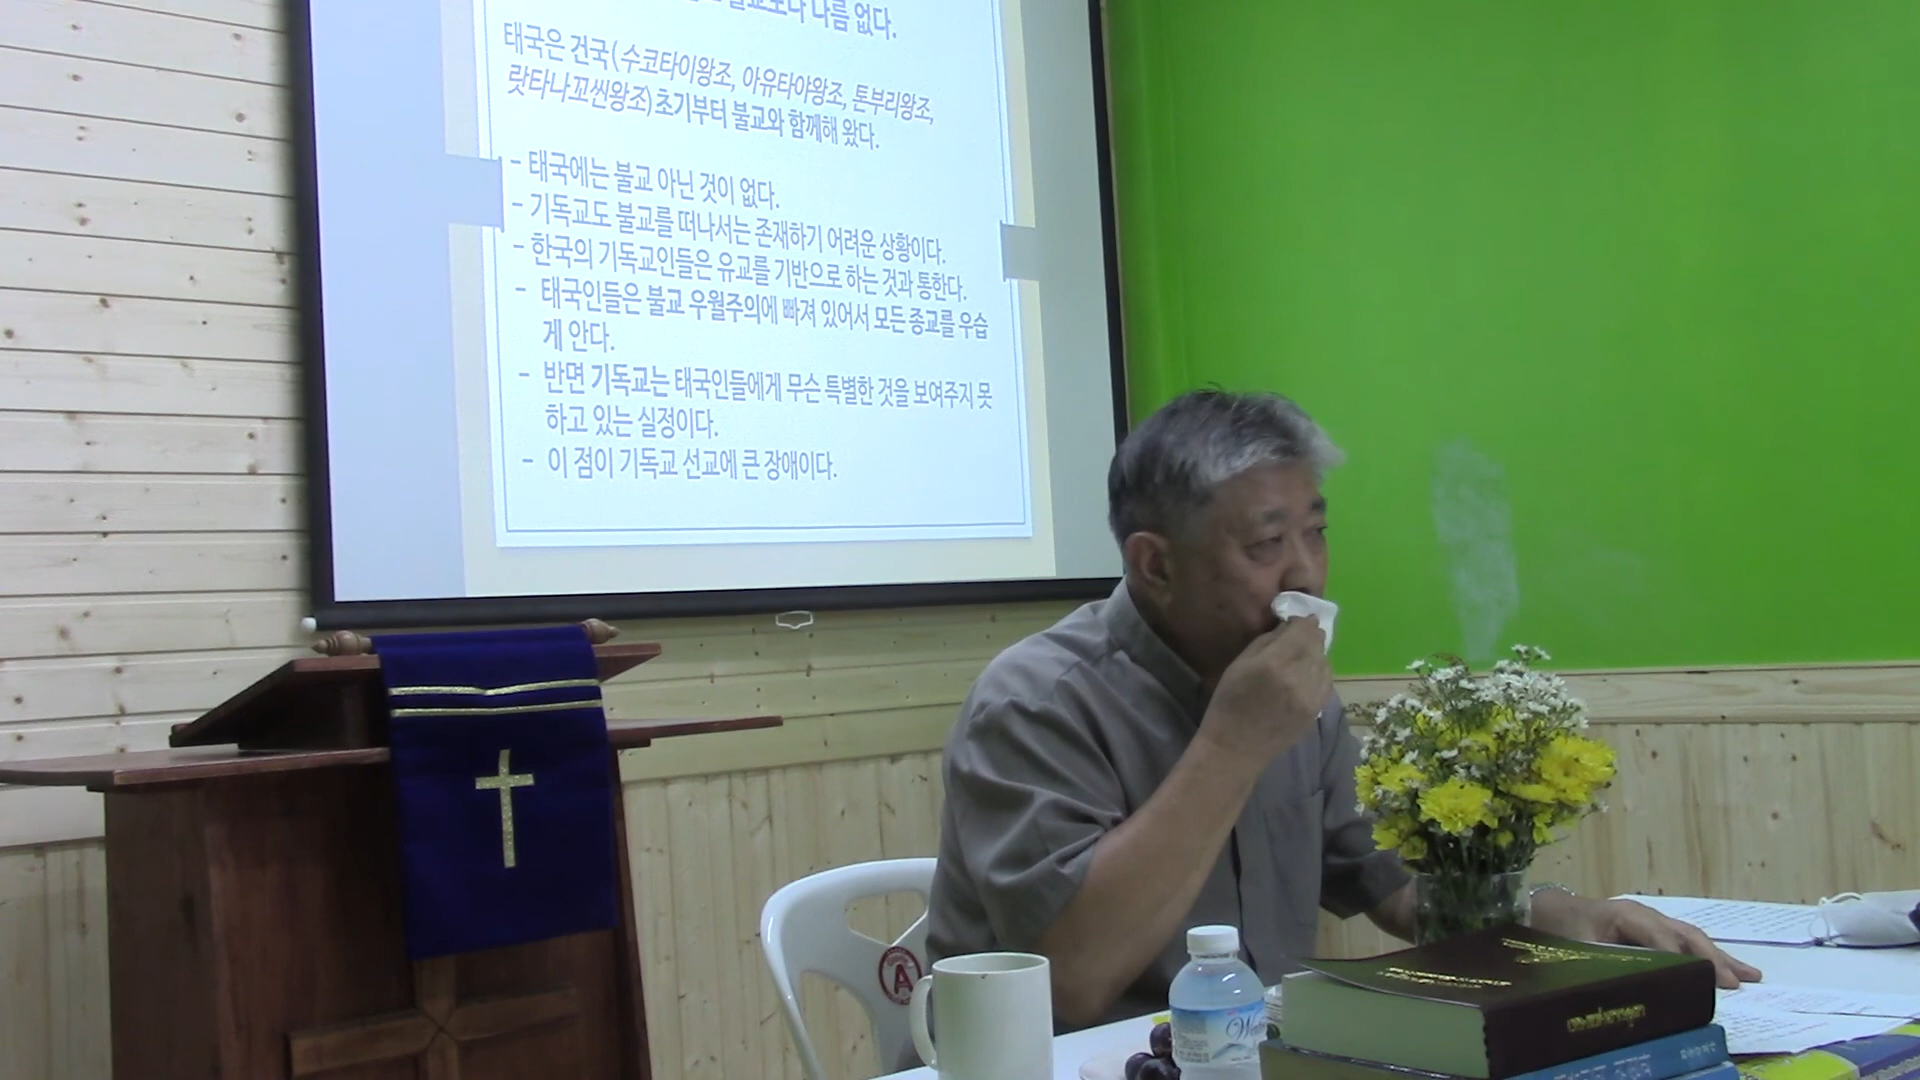 불교보다 나름 없다.
태국은 건국(수코타이왕조, 아유타야왕조, 톤부리왕조,
랏타나꼬씬왕조)초기부터 불교와 함께해 왔다.
- 태국에는 불교 아닌 것이 없다.
- 기독교도 불교를 떠나서는 존재하기 어려운 상황이다.
- 한국의 기독교인들은 유교를 기반으로 하는 것과 통한다.
- 태국인들은 불교 우월주의에 빠져 있어서 모든 종교를 우습
게 안다.
- 반면 기독교는 태국인들에게 무슨 특별한 것을 보여주지 못
하고 있는 실정이다.
- 이 점이 기독교 선교에 큰 장애이다.
A